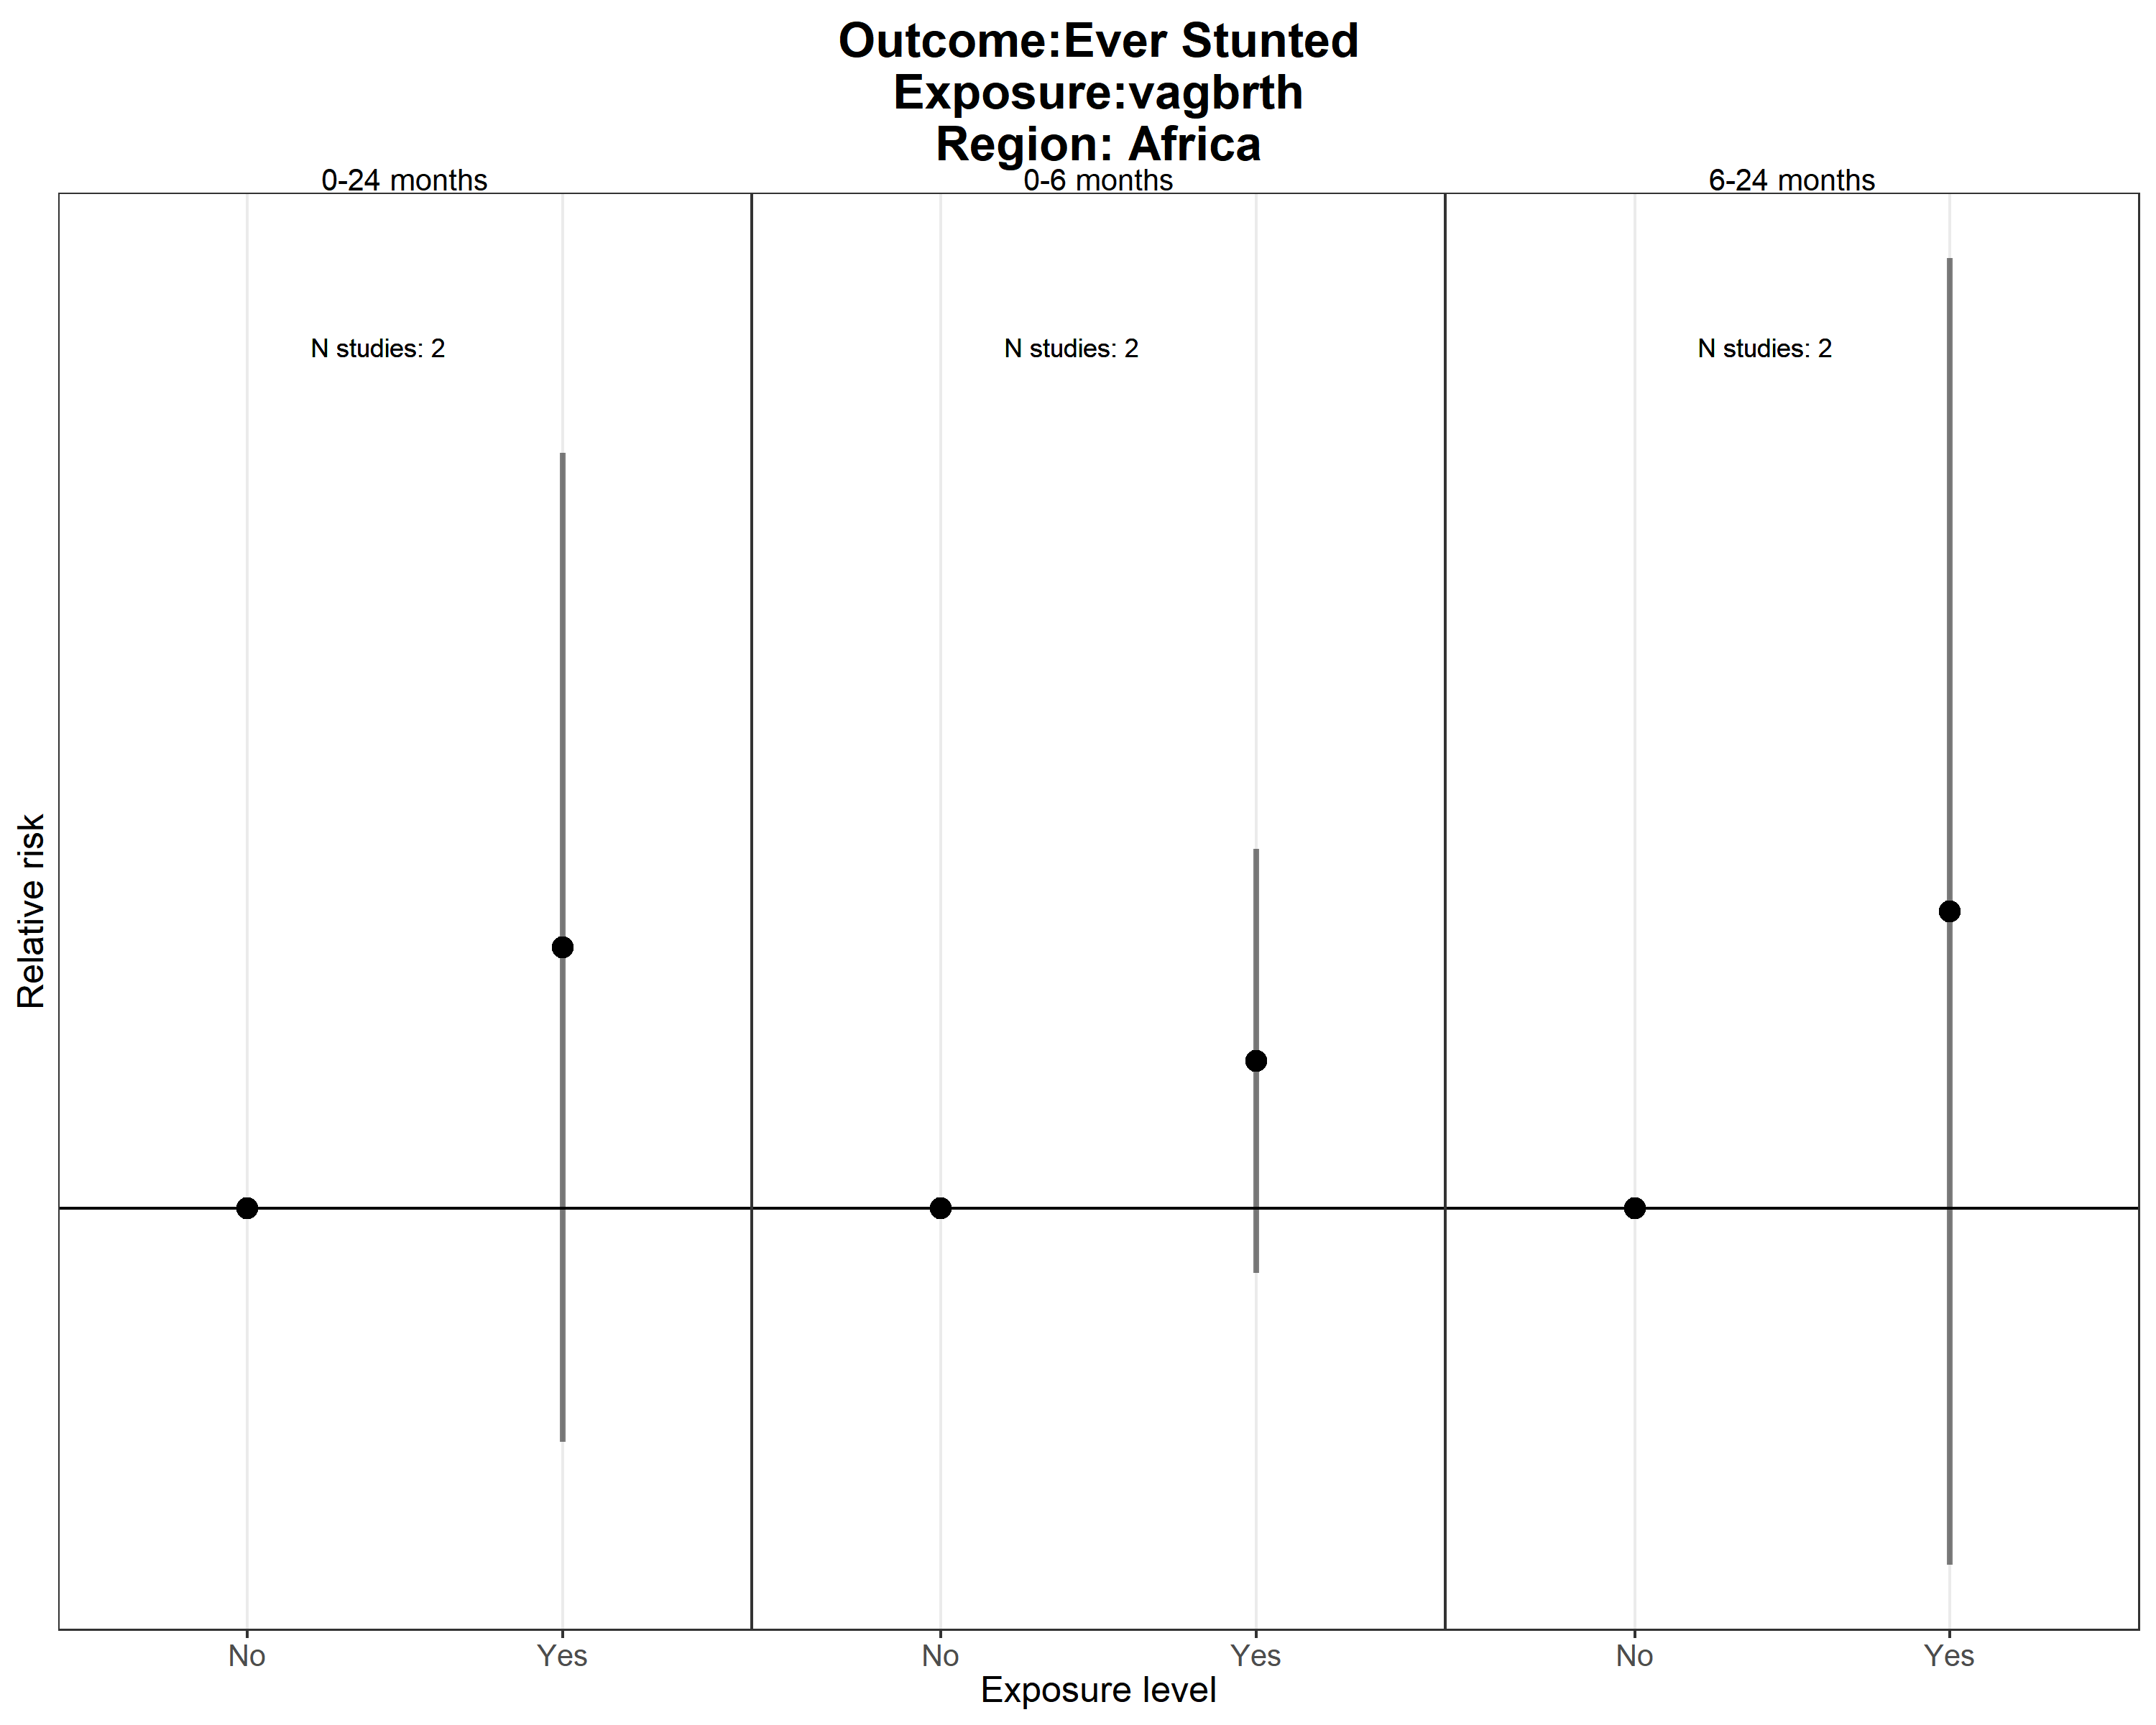 Outcome:Ever Stunted
Exposure:vagbrth
Region: Africa
0-24 months
0-6 months
6-24 months
N studies: 2
N studies: 2
N studies: 2
Relative risk
No
Yes
No
Yes
No
Yes
Exposure level